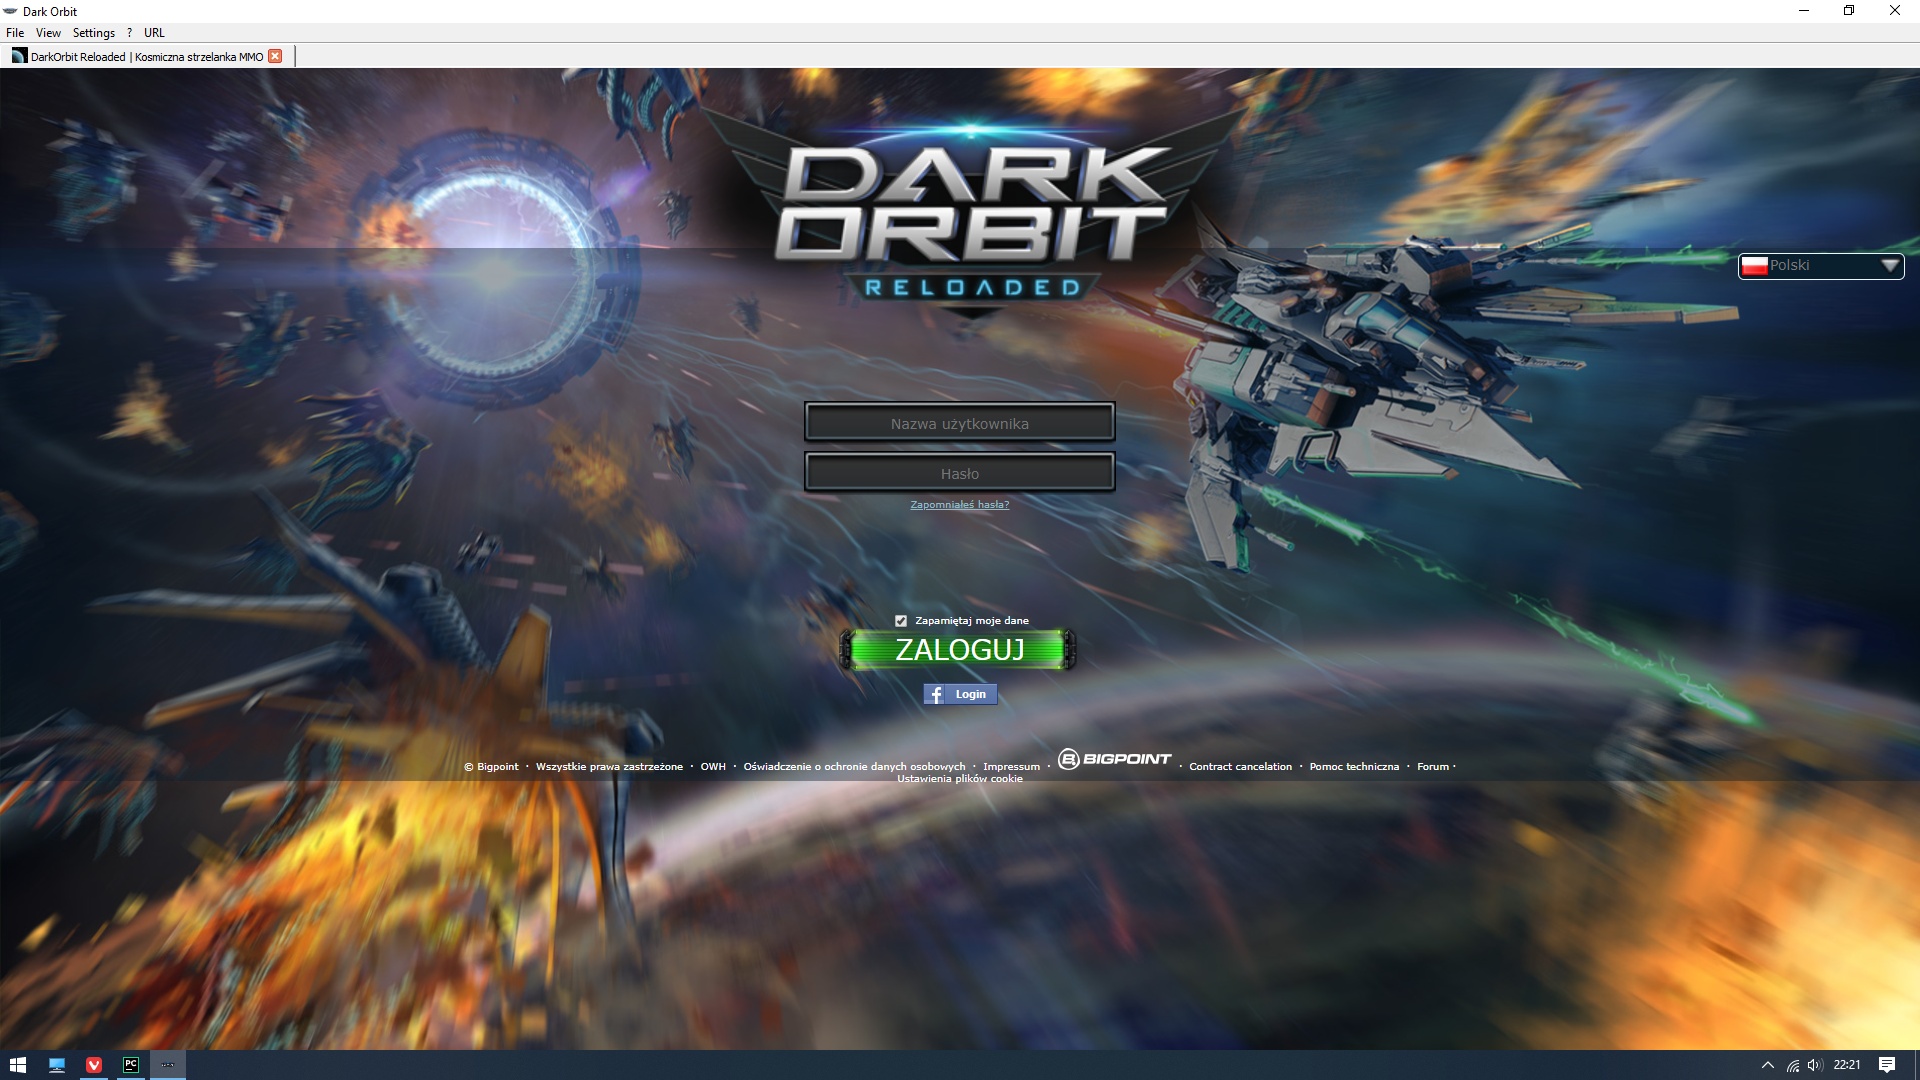 Dark Orbit
File View Settings ? URL
DarkOrbit Reloaded | Kosmiczna strzelanka MMO
DARK
ORBIT
RELOADED
Polski
Nazwa użytkownika
Hasło
Zapomniałeś hasła?
Zapamiętaj moje dane
ZALOGUJ
f Login
© Bigpoint · Wszystkie prawa zastrzeżone · OWH · Oświadczenie o ochronie danych osobowych · Impressum · BIGPOINT · Contract cancelation · Pomoc techniczna · Forum ·
Ustawienia plików cookie
PC
22:21